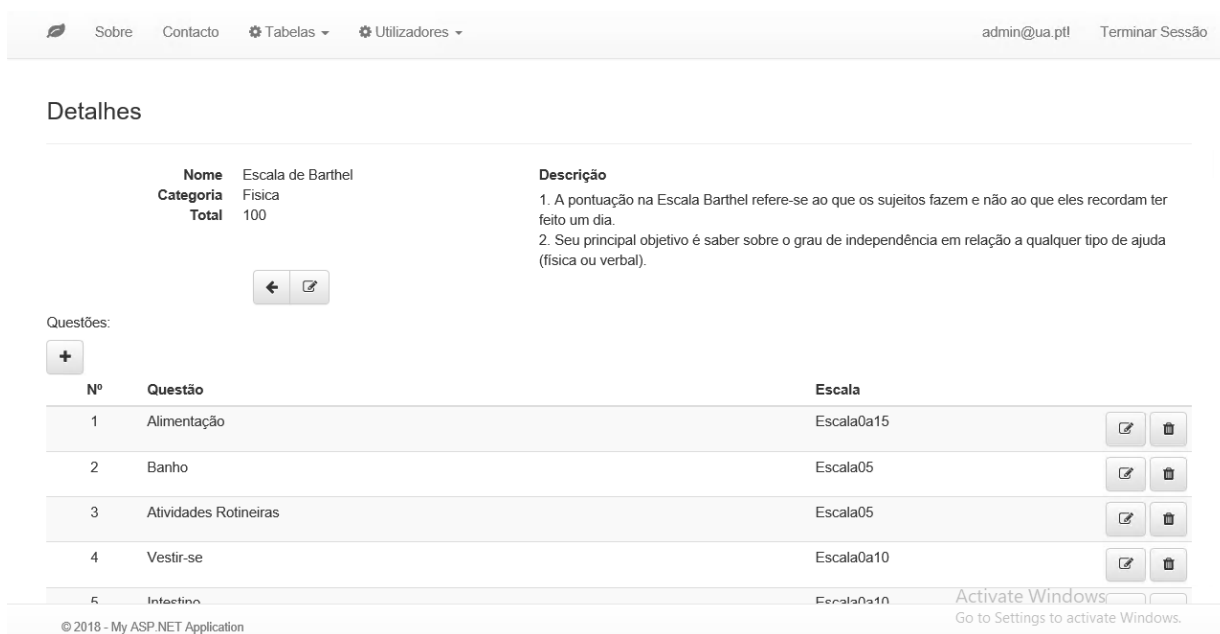 Sobre Contacto Tabelas Utilizadores admin@ua.pt! Terminar Sessão
Detalhes
Nome Escala de Barthel
Categoria Fisica
Total 100
Descrição
1. A pontuação na Escala Barthel refere-se ao que os sujeitos fazem e não ao que eles recordam ter
feito um dia.
2. Seu principal objetivo é saber sobre o grau de independência em relação a qualquer tipo de ajuda
(física ou verbal).
Questões:
Nº Questão Escala
1 Alimentação Escala0a15
2 Banho Escala05
3 Atividades Rotineiras Escala05
4 Vestir-se Escala0a10
5 Intestino Escala0a10
Activate Windows
Go to Settings to activate Windows.
© 2018 - My ASP.NET Application